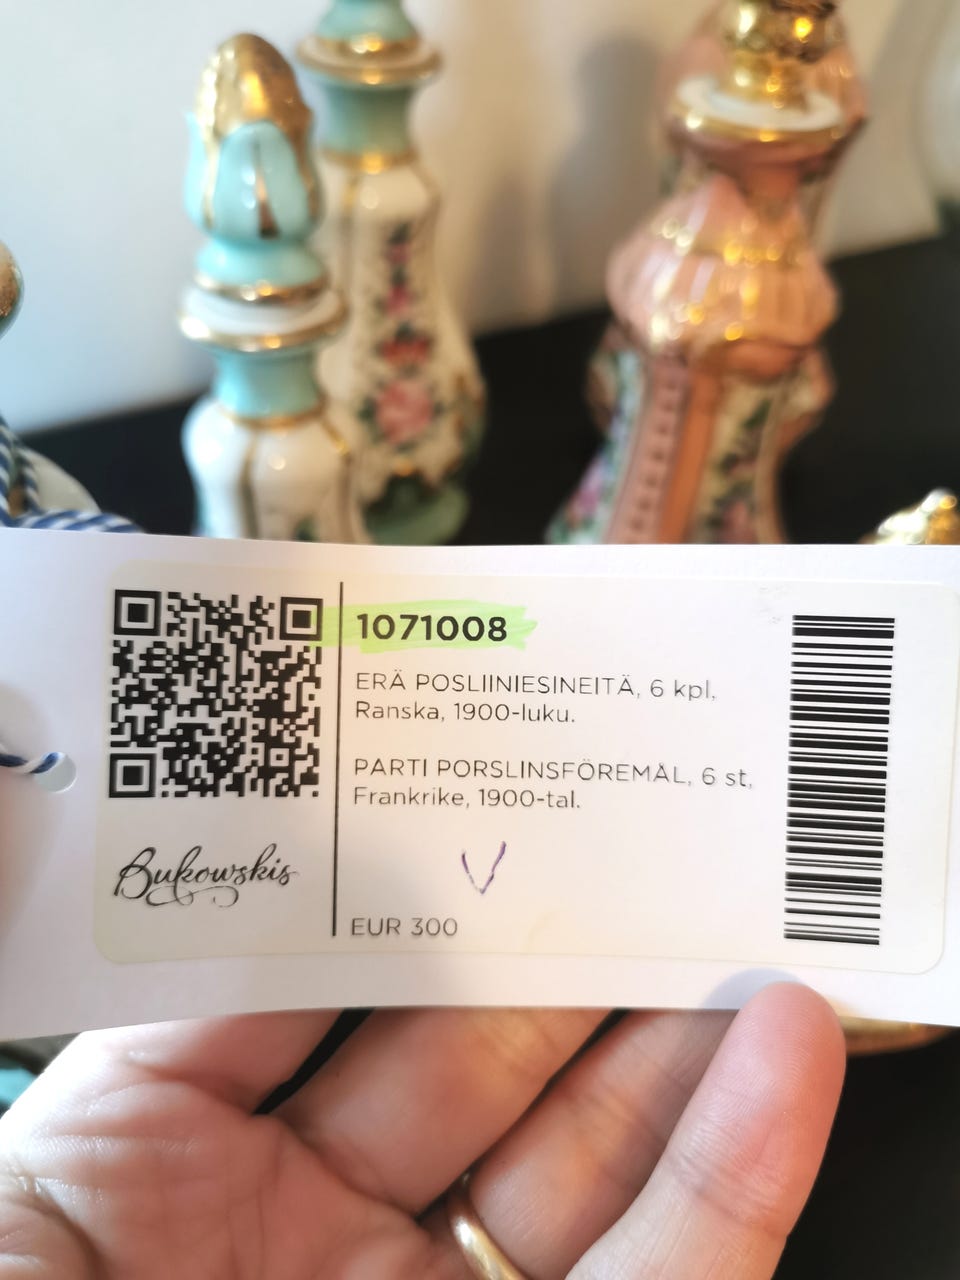 1071008
ERÄ POSLIINIESINEITÄ, 6 kpl,
Ranska, 1900-luku.
PARTI PORSLINSFÖREMÅL, 6 st,
Frankrike, 1900-tal.
V
EUR 300
Bukowskis